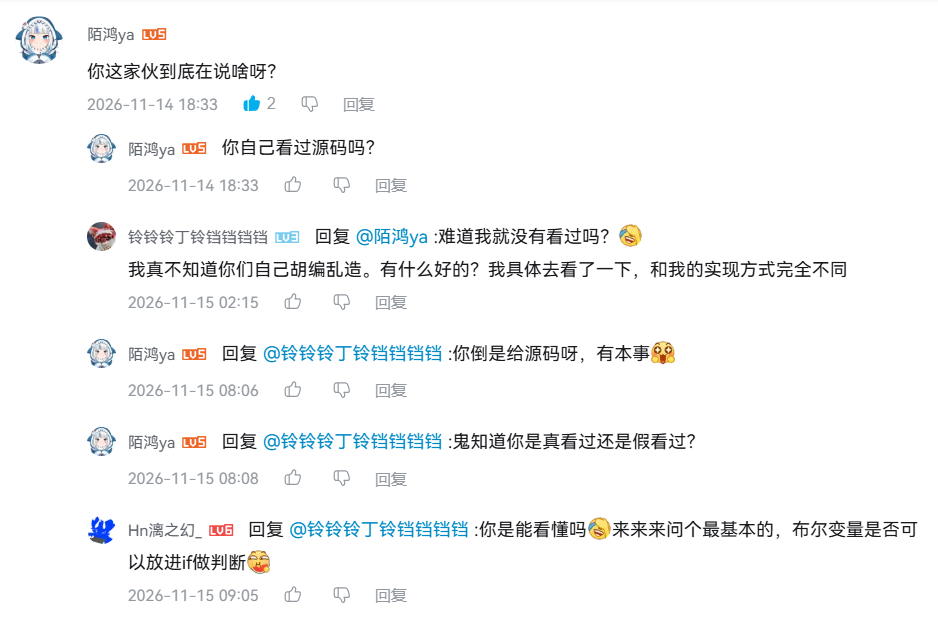 陌鸿ya LV5
你这家伙到底在说啥呀?
2026-11-14 18:33 2 回复
陌鸿ya LV5 你自己看过源码吗?
2026-11-14 18:33 回复
铃铃铃丁铃铛铛铛铛 LV3 回复 @陌鸿ya :难道我就没有看过吗?
我真不知道你们自己胡编乱造。有什么好的？我具体去看了一下，和我的实现方式完全不同
2026-11-15 02:15 回复
陌鸿ya LV5 回复 @铃铃铃丁铃铛铛铛铛 :你倒是给源码呀，有本事
2026-11-15 08:06 回复
陌鸿ya LV5 回复 @铃铃铃丁铃铛铛铛铛 :鬼知道你是真看过还是假看过?
2026-11-15 08:08 回复
Hn漓之幻_ LV6 回复 @铃铃铃丁铃铛铛铛铛 :你是能看懂吗来来来问个最基本的，布尔变量是否可
以放进if做判断
2026-11-15 09:05 回复